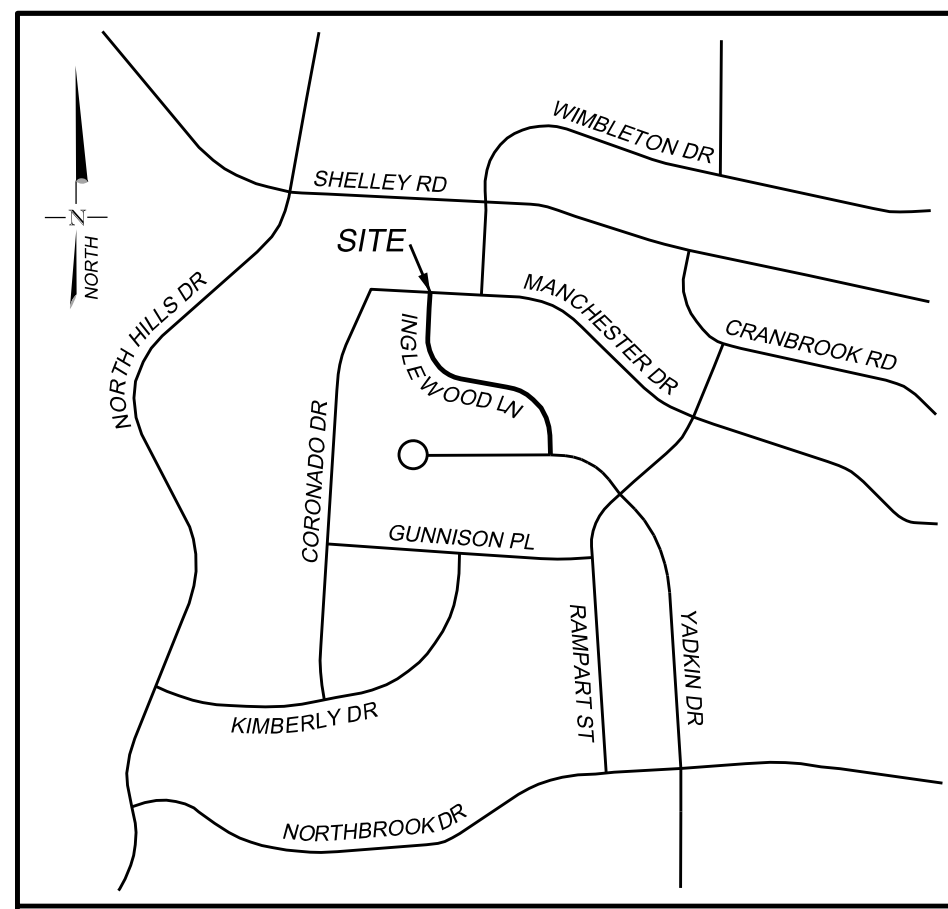 WIMBLETON DR
SHELLEY RD
N
NORTH
SITE
NORTH HILLS DR
MANCHESTER DR
CRANBROOK RD
INGLEWOOD LN
CORONADO DR
GUNNISON PL
RAMPART ST
YADKIN DR
KIMBERLY DR
NORTHBROOK DR